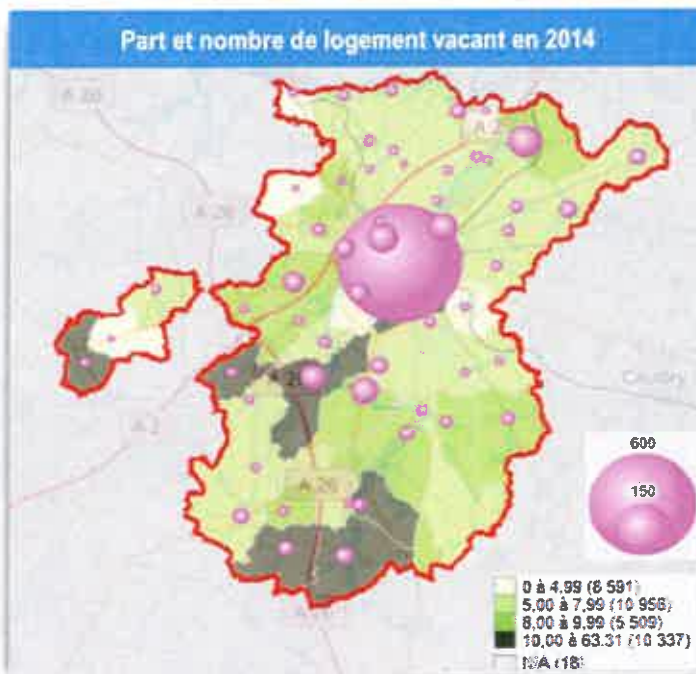 Part et nombre de logement vacant en 2014
A 26
A 2
A 26
A 2
A 26
600
150
0 à 4.99 (8 591)
5,00 à 7,99 (10 956)
8,00 à 9,99 (5 509)
10,00 à 63.31 (10 337)
N/A (18)